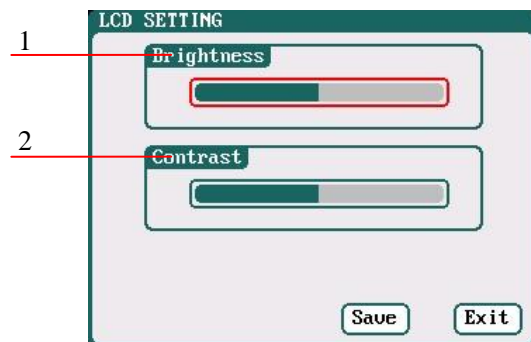 LCD SETTING
1
Brightness
2
Contrast
Save Exit